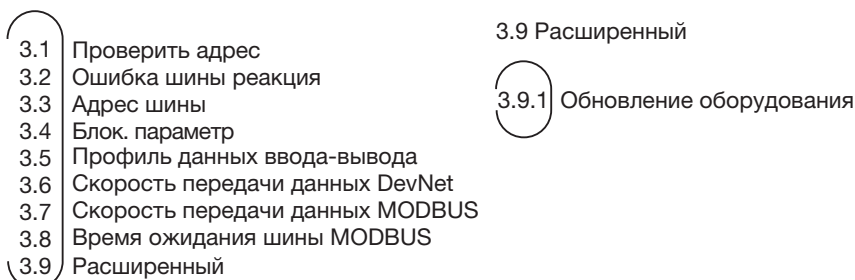 3.1 Проверить адрес
3.2 Ошибка шины реакция
3.3 Адрес шины
3.4 Блок. параметр
3.5 Профиль данных ввода-вывода
3.6 Скорость передачи данных DevNet
3.7 Скорость передачи данных MODBUS
3.8 Время ожидания шины MODBUS
3.9 Расширенный
3.9 Расширенный
3.9.1 Обновление оборудования